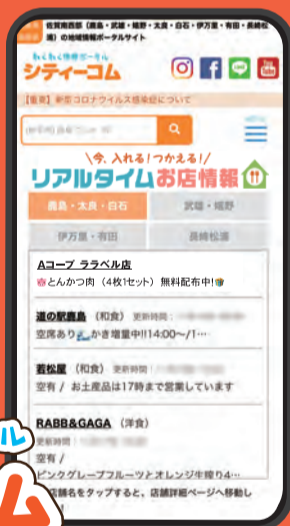 佐賀県西部（鹿島・武雄・嬉野・太良・白石・伊万里・有田・長崎松浦）の地域情報ポータルサイト
わくわく情報ポータル
シティーコム
【重要】新型コロナウイルス感染症について
＼今、入れる！つかえる！／
リアルタイムお店情報
鹿島・太良・白石
武雄・嬉野
伊万里・有田
長崎松浦
Aコープ ララベル店
とんかつ肉（4枚1セット）無料配布中!
道の駅鹿島（和食）更新時間：
空席あり かき増量中!!14:00〜/1…
若松屋（和食）更新時間：
空有 / お土産品は17時まで営業しています
RABB&GAGA（洋食）
更新時間：
空有 /
ピンクグレープフルーツとオレンジ生搾り4…
店舗名をタップすると、店舗詳細ページへ移動し
ル
ム